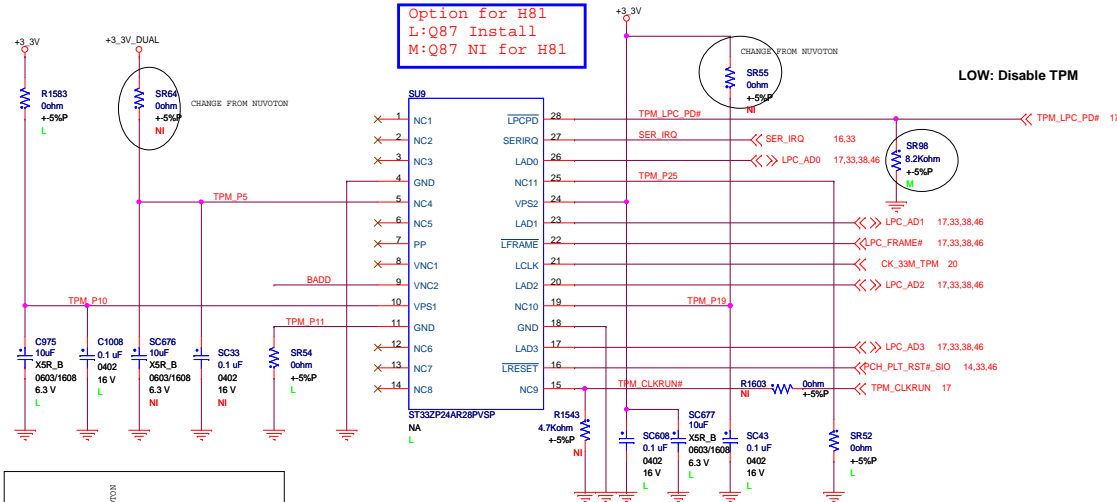 Option for H81
L:Q87 Install
M:Q87 NI for H81
+3_3V
+3_3V_DUAL
+3_3V
R1583
0ohm
+-5%P
L
SR64
0ohm
+-5%P
NI
CHANGE FROM NUVOTON
CHANGE FROM NUVOTON
SR55
0ohm
+-5%P
NI
LOW: Disable TPM
SU9
1 NC1
2 NC2
3 NC3
4 GND
5 NC4
6 NC5
7 PP
8 VNC1
9 VNC2
10 VPS1
11 GND
12 NC6
13 NC7
14 NC8
LPCPD 28
SERIRQ 27
LAD0 26
NC11 25
VPS2 24
LAD1 23
LFRAME 22
LCLK 21
LAD2 20
NC10 19
GND 18
LAD3 17
LRESET 16
NC9 15
ST33ZP24AR28PVSP
NA
L
TPM_P5
BADD
TPM_P10
TPM_P11
TPM_LPC_PD#
TPM_LPC_PD# 17
SER_IRQ
SER_IRQ 16,33
LPC_AD0 17,33,38,46
TPM_P25
SR98
8.2Kohm
+-5%P
M
LPC_AD1 17,33,38,46
LPC_FRAME# 17,33,38,46
CK_33M_TPM 20
LPC_AD2 17,33,38,46
TPM_P19
LPC_AD3 17,33,38,46
PCH_PLT_RST#_SIO 14,33,46
TPM_CLKRUN#
R1603
NI
0ohm
+-5%P
TPM_CLKRUN 17
C975
10uF
X5R_B
0603/1608
6.3 V
L
C1008
0.1 uF
0402
16 V
L
SC676
10uF
X5R_B
0603/1608
6.3 V
NI
SC33
0.1 uF
0402
16 V
NI
SR54
0ohm
+-5%P
L
R1543
4.7Kohm
+-5%P
NI
SC608
0.1 uF
0402
16 V
L
SC677
10uF
X5R_B
0603/1608
6.3 V
L
SC43
0.1 uF
0402
16 V
L
SR52
0ohm
+-5%P
L